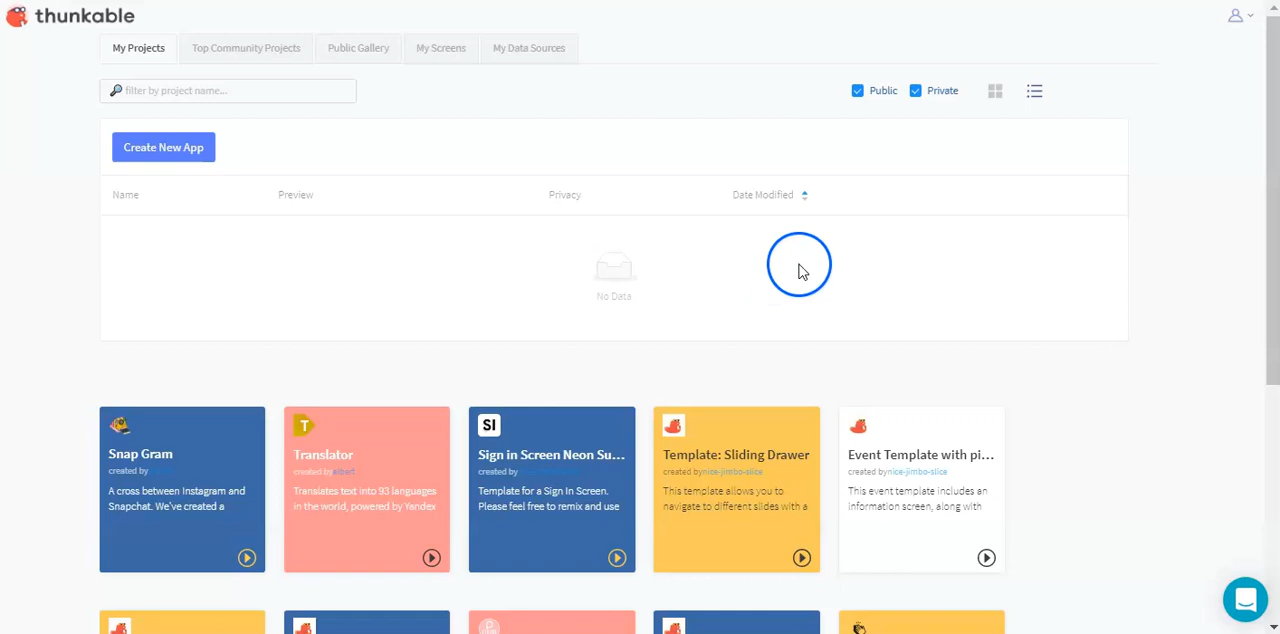 thunkable
My Projects
Top Community Projects
Public Gallery
My Screens
My Data Sources
filter by project name...
Public
Private
Create New App
Name
Preview
Privacy
Date Modified
No Data
Snap Gram
created by
A cross between Instagram and
Snapchat. We've created a
T
Translator
created by albert
Translates text into 93 languages
in the world, powered by Yandex
SI
Sign in Screen Neon Su...
created by
Template for a Sign In Screen.
Please feel free to remix and use
Template: Sliding Drawer
created bynice-jimbo-slice
This template allows you to
navigate to different slides with a
Event Template with pi...
created bynice-jimbo-slice
This event template includes an
information screen, along with